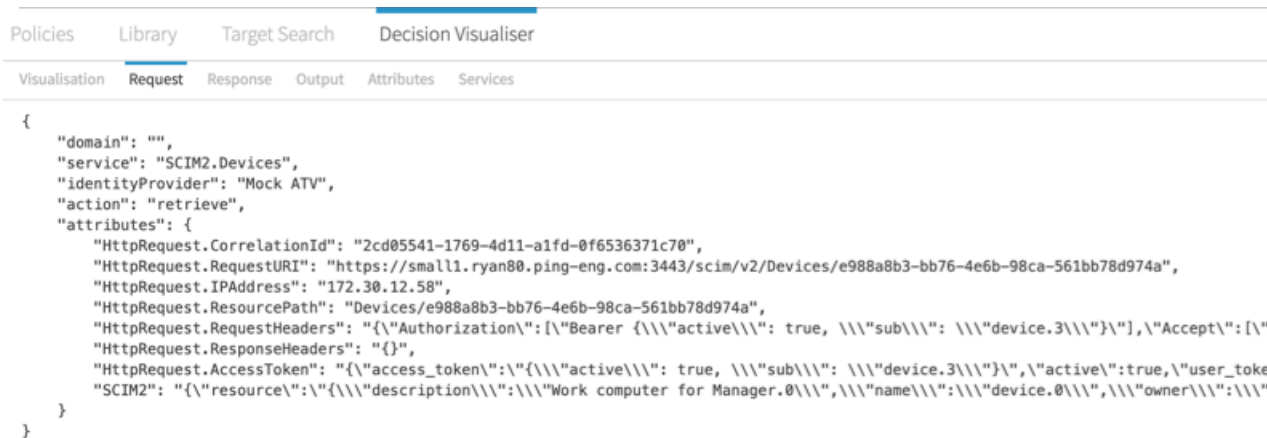 Policies Library Target Search Decision Visualiser
Visualisation Request Response Output Attributes Services
{
"domain": "",
"service": "SCIM2.Devices",
"identityProvider": "Mock ATV",
"action": "retrieve",
"attributes": {
"HttpRequest.CorrelationId": "2cd05541-1769-4d11-a1fd-0f6536371c70",
"HttpRequest.RequestURI": "https://small1.ryan80.ping-eng.com:3443/scim/v2/Devices/e988a8b3-bb76-4e6b-98ca-561bb78d974a",
"HttpRequest.IPAddress": "172.30.12.58",
"HttpRequest.ResourcePath": "Devices/e988a8b3-bb76-4e6b-98ca-561bb78d974a",
"HttpRequest.RequestHeaders": "{\"Authorization\":[\"Bearer {\\\"active\\\": true, \\\"sub\\\": \\\"device.3\\\"}\"],\"Accept\":[\"
"HttpRequest.ResponseHeaders": "{}",
"HttpRequest.AccessToken": "{\"access_token\":\"{\\\"active\\\": true, \\\"sub\\\": \\\"device.3\\\"}\",\"active\":true,\"user_toke
"SCIM2": "{\"resource\":\"{\\\"description\\\":\\\"Work computer for Manager.0\\\",\\\"name\\\":\\\"device.0\\\",\\\"owner\\\":\\\"
}
}